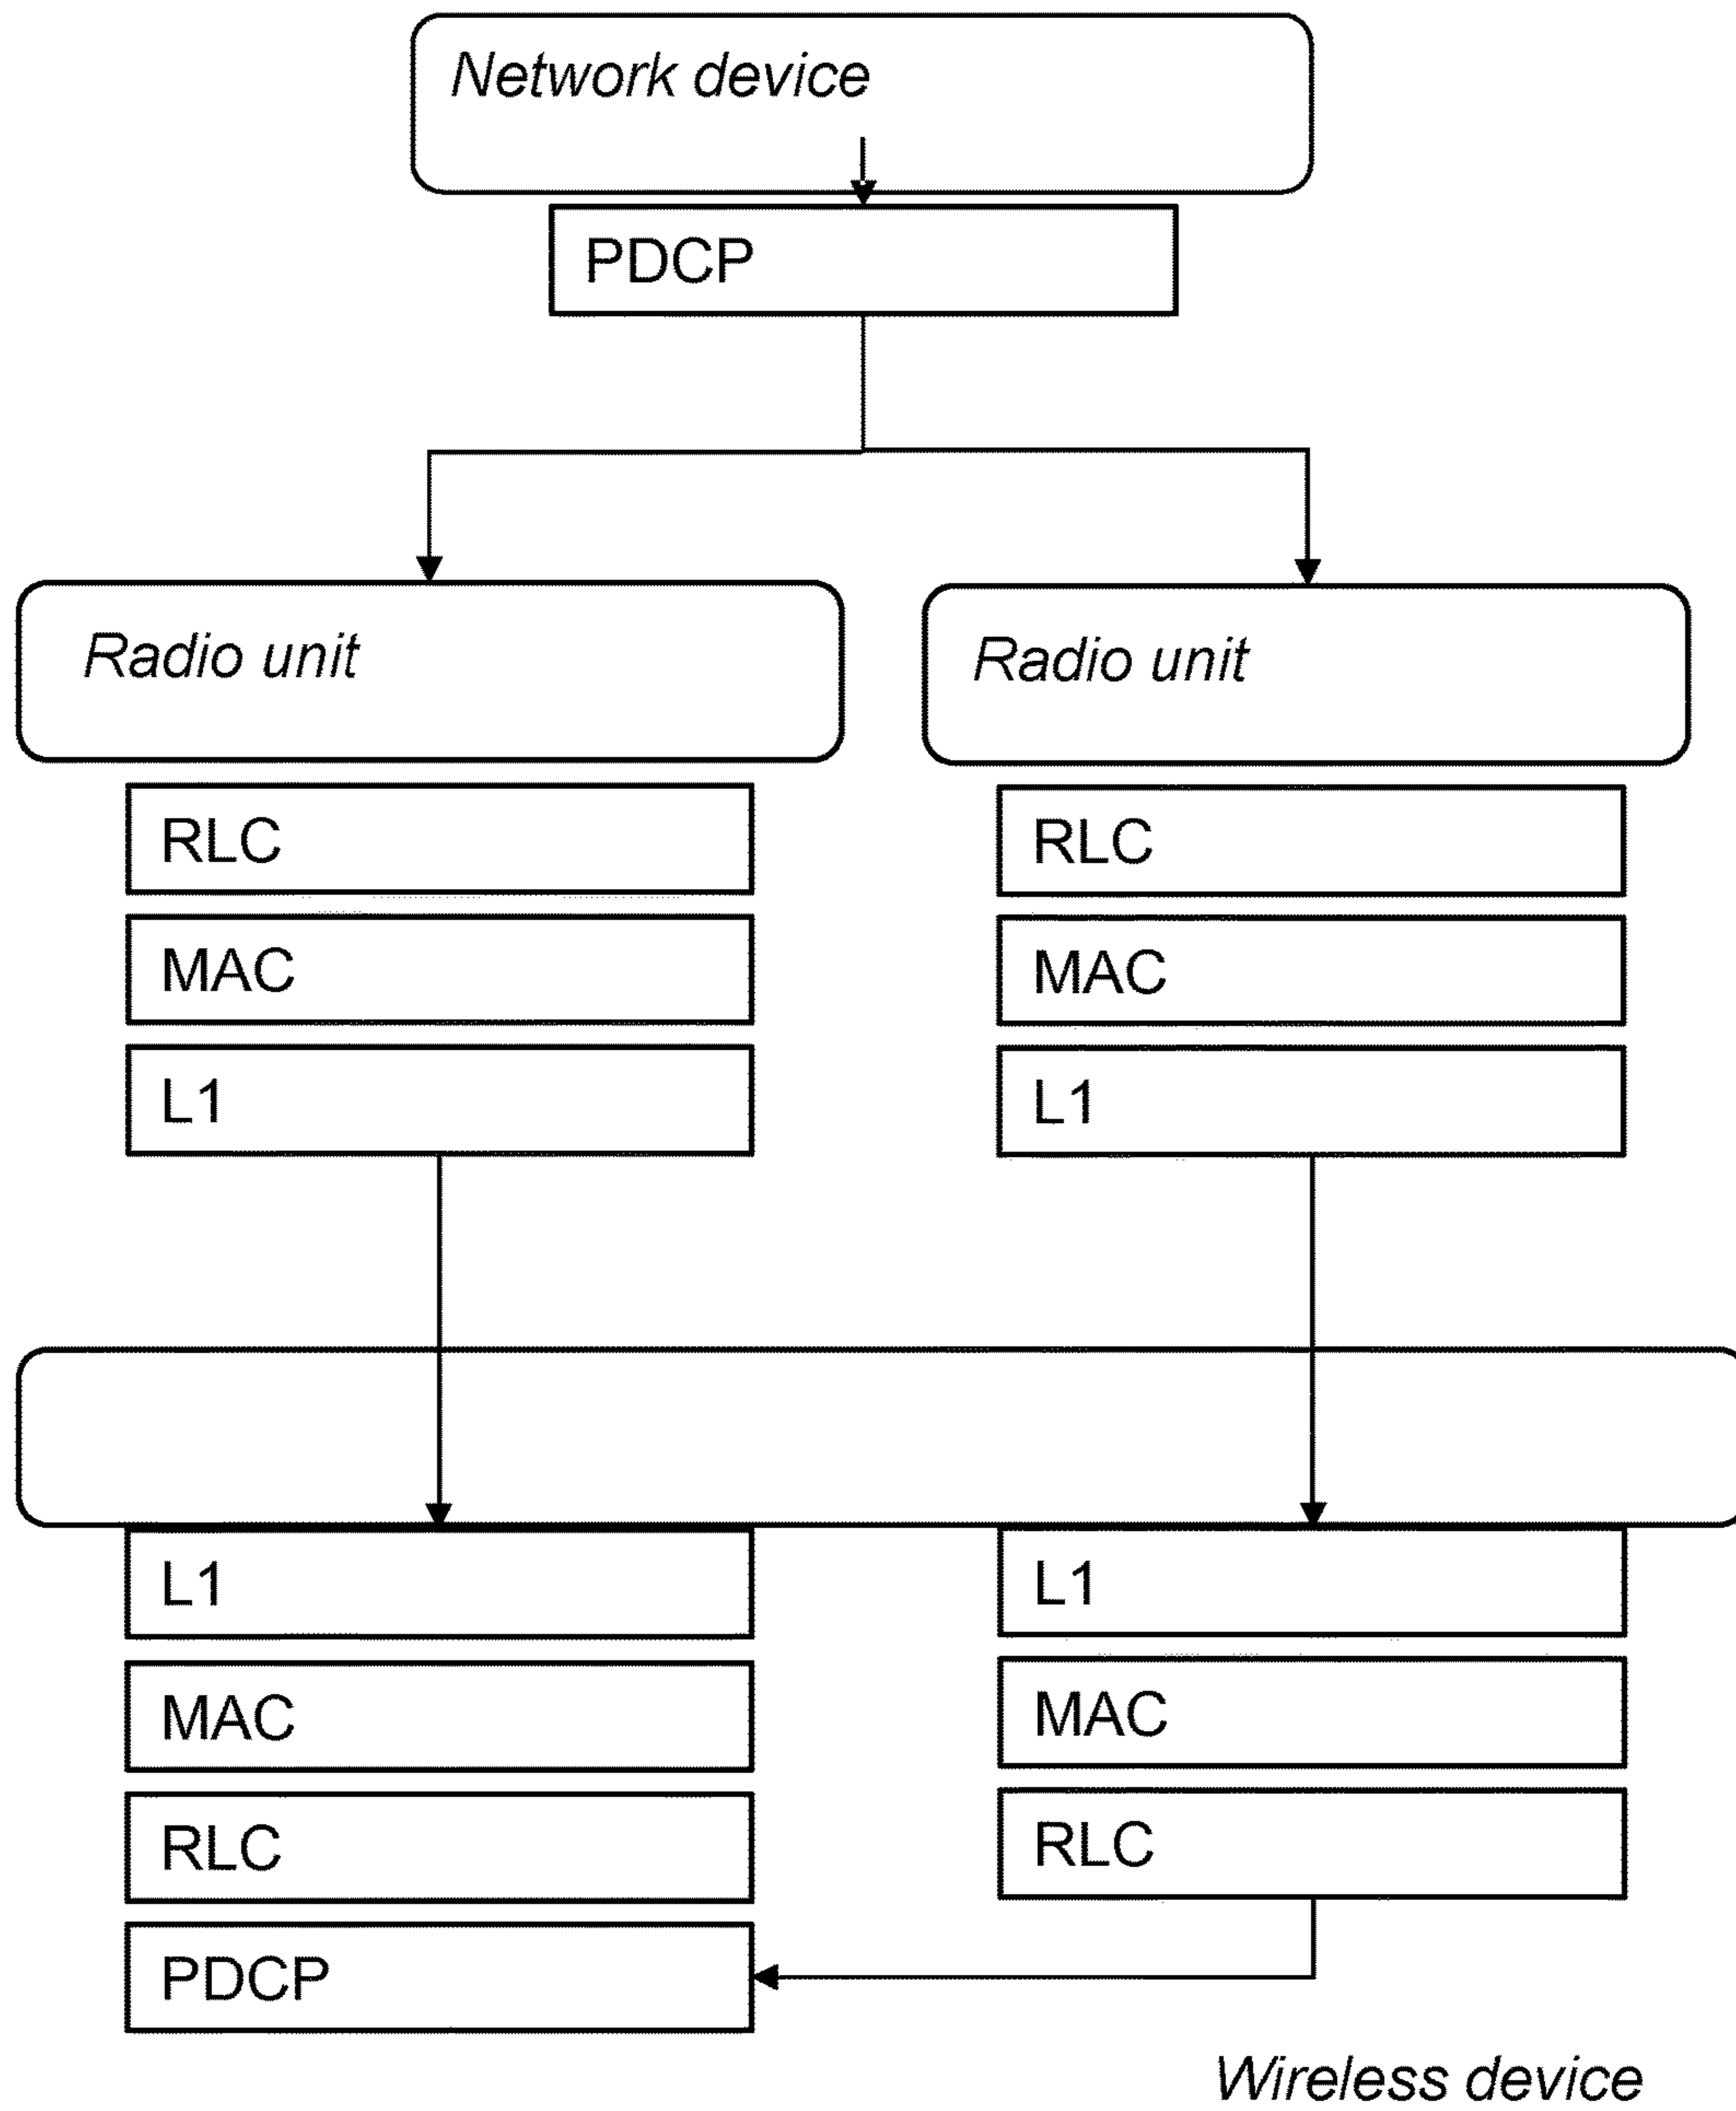 Network device
PDCP
Radio unit
Radio unit
RLC
RLC
MAC
MAC
L1
L1
L1
L1
MAC
MAC
RLC
RLC
PDCP
Wireless device